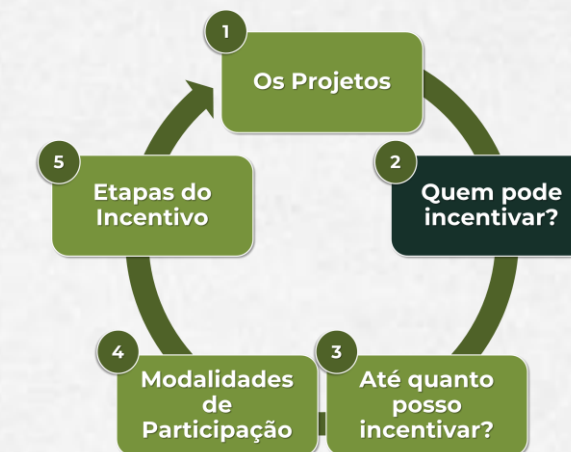 1
Os Projetos
2
Quem pode
incentivar?
3
Até quanto
posso
incentivar?
4
Modalidades
de
Participação
5
Etapas do
Incentivo